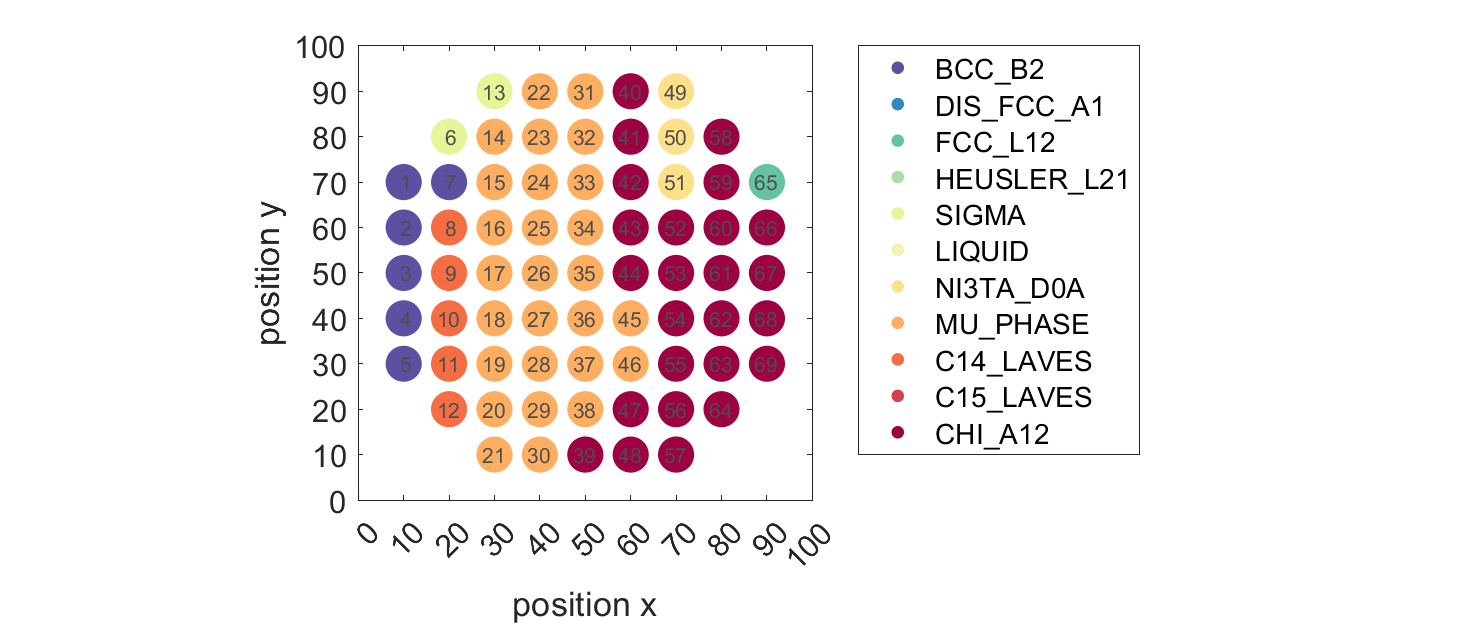 100
90
80
70
60
50
40
30
20
10
0
position y
13 22 31 40 49
6 14 23 32 41 50 58
1 7 15 24 33 42 51 59 65
2 8 16 25 34 43 52 60 66
3 9 17 26 35 44 53 61 67
4 10 18 27 36 45 54 62 68
5 11 19 28 37 46 55 63 69
12 20 29 38 47 56 64
21 30 39 48 57
0 10 20 30 40 50 60 70 80 90 100
position x
BCC_B2
DIS_FCC_A1
FCC_L12
HEUSLER_L21
SIGMA
LIQUID
NI3TA_D0A
MU_PHASE
C14_LAVES
C15_LAVES
CHI_A12